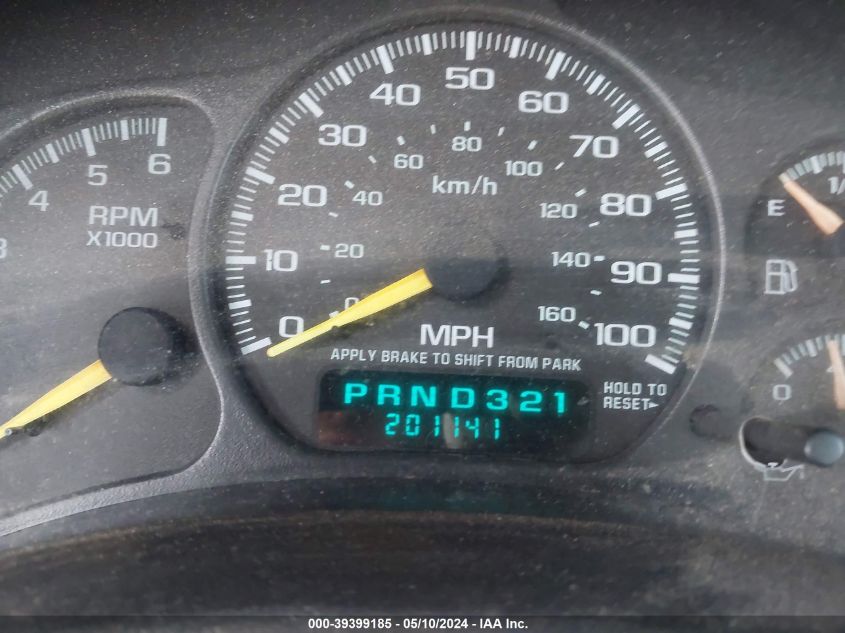 50
40
60
30
70
20
80
10
90
0
100
80
60
100
40
120
20
140
0
160
km/h
MPH
APPLY BRAKE TO SHIFT FROM PARK
PRND321
201141
HOLD TO
RESET
6
5
4
3
RPM
X1000
E
0
000-39399185 - 05/10/2024 - IAA Inc.